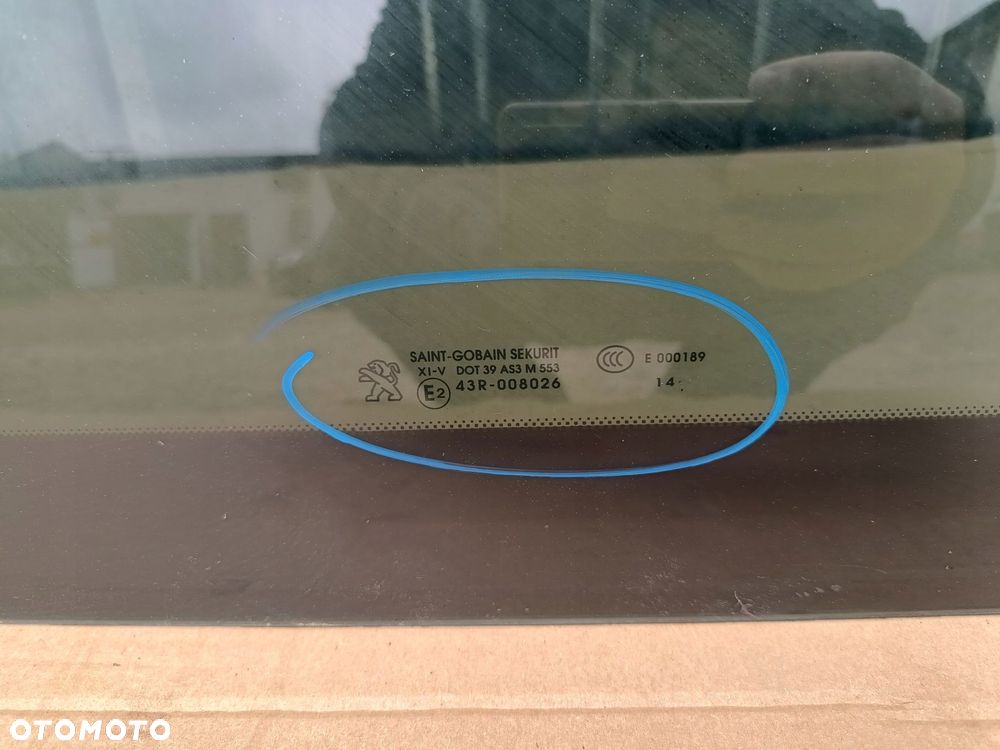 SAINT-GOBAIN SEKURIT
XI-V DOT 39 AS3 M 553
E2 43R-008026
CCC E 000189
14
OTOMOTO